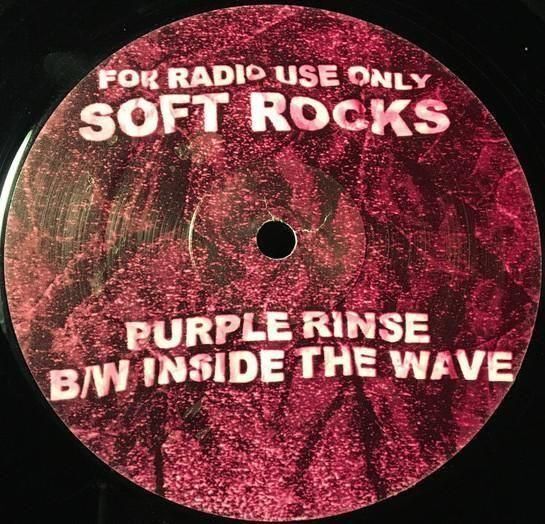 FOR RADIO USE ONLY
SOFT ROCKS
PURPLE RINSE
B/W INSIDE THE WAVE